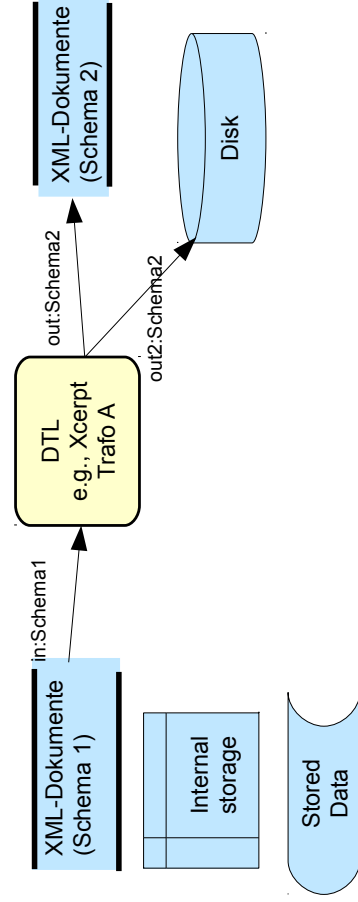 XML-Dokumente
(Schema 1)
in:Schema1
DTL
e.g., Xcerpt
Trafo A
out:Schema2
out2:Schema2
XML-Dokumente
(Schema 2)
Disk
Internal
storage
Stored
Data